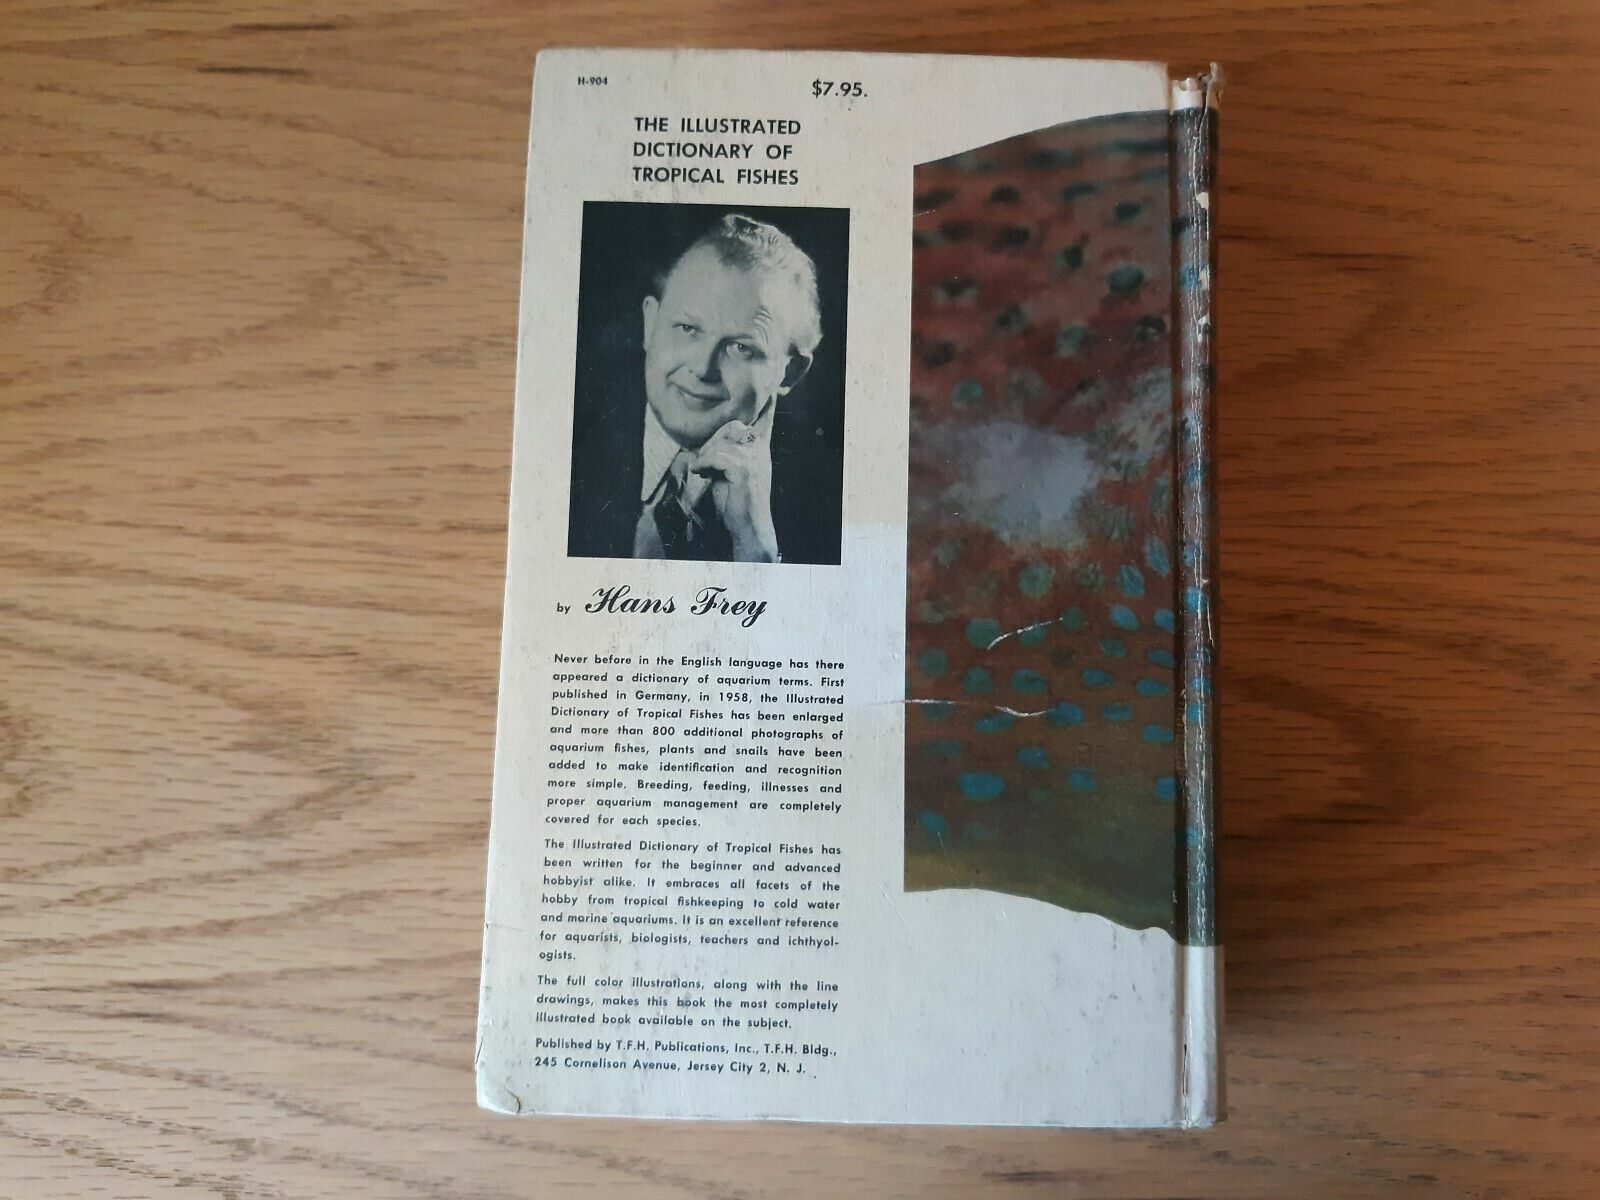 H-904
$7.95.
THE ILLUSTRATED
DICTIONARY OF
TROPICAL FISHES
by Hans Frey
Never before in the English language has there
appeared a dictionary of aquarium terms. First
published in Germany, in 1958, the Illustrated
Dictionary of Tropical Fishes has been enlarged
and more than 800 additional photographs of
aquarium fishes, plants and snails have been
added to make identification and recognition
more simple. Breeding, feeding, illnesses and
proper aquarium management are completely
covered for each species.
The Illustrated Dictionary of Tropical Fishes has
been written for the beginner and advanced
hobbyist alike. It embraces all facets of the
hobby from tropical fishkeeping to cold water
and marine aquariums. It is an excellent reference
for aquarists, biologists, teachers and ichthyol-
ogists.
The full color illustrations, along with the line
drawings, makes this book the most completely
illustrated book available on the subject.
Published by T.F.H. Publications, Inc., T.F.H. Bldg.,
245 Cornelison Avenue, Jersey City 2, N. J.